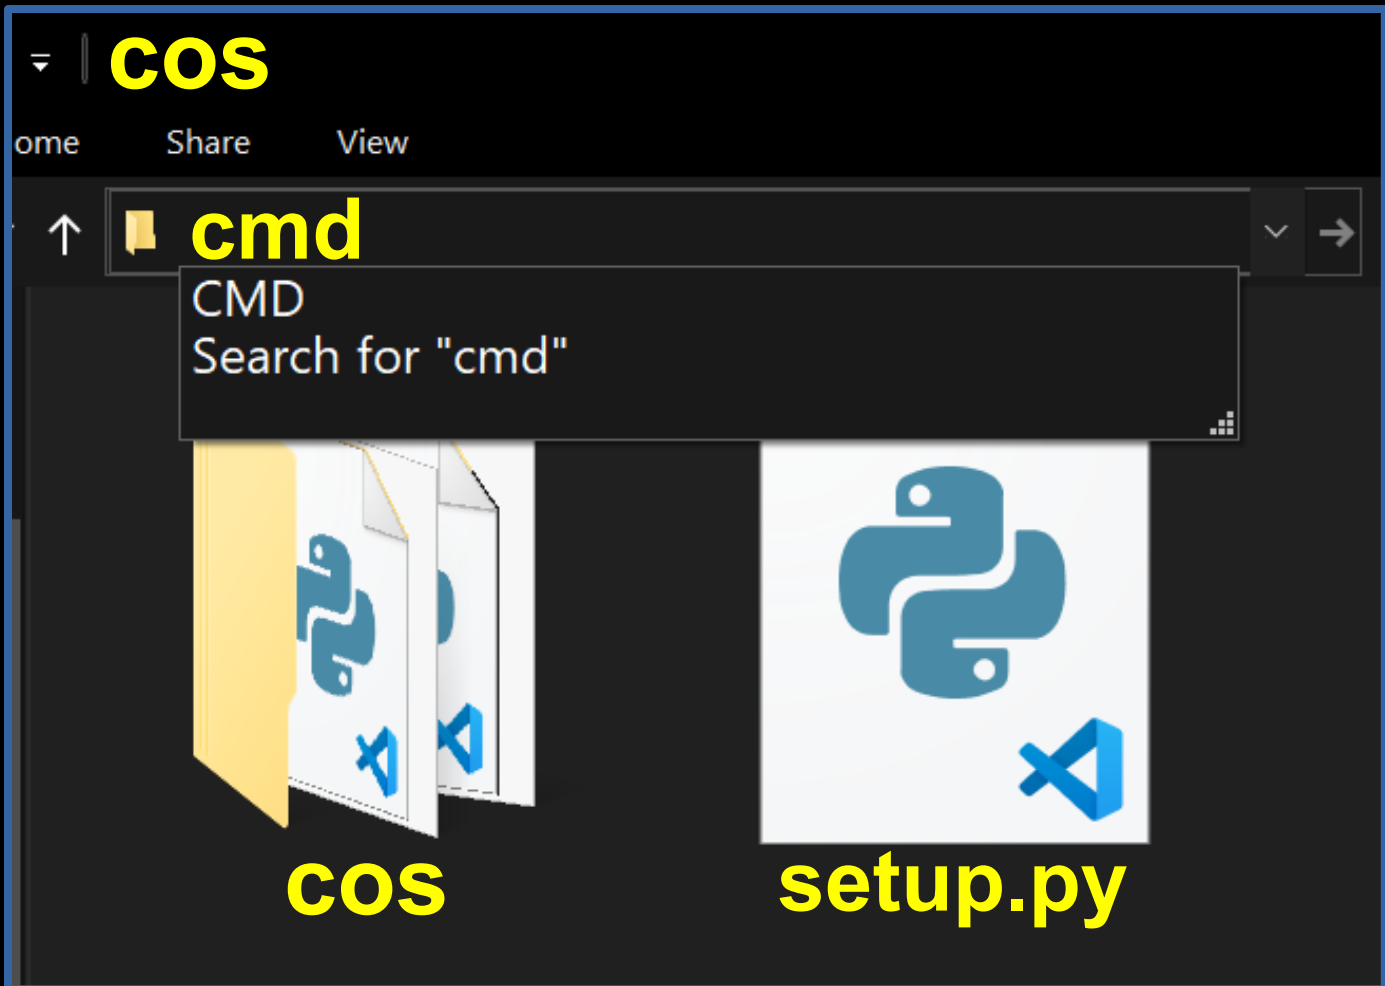 cos
ome Share View
cmd
CMD
Search for "cmd"
cos setup.py